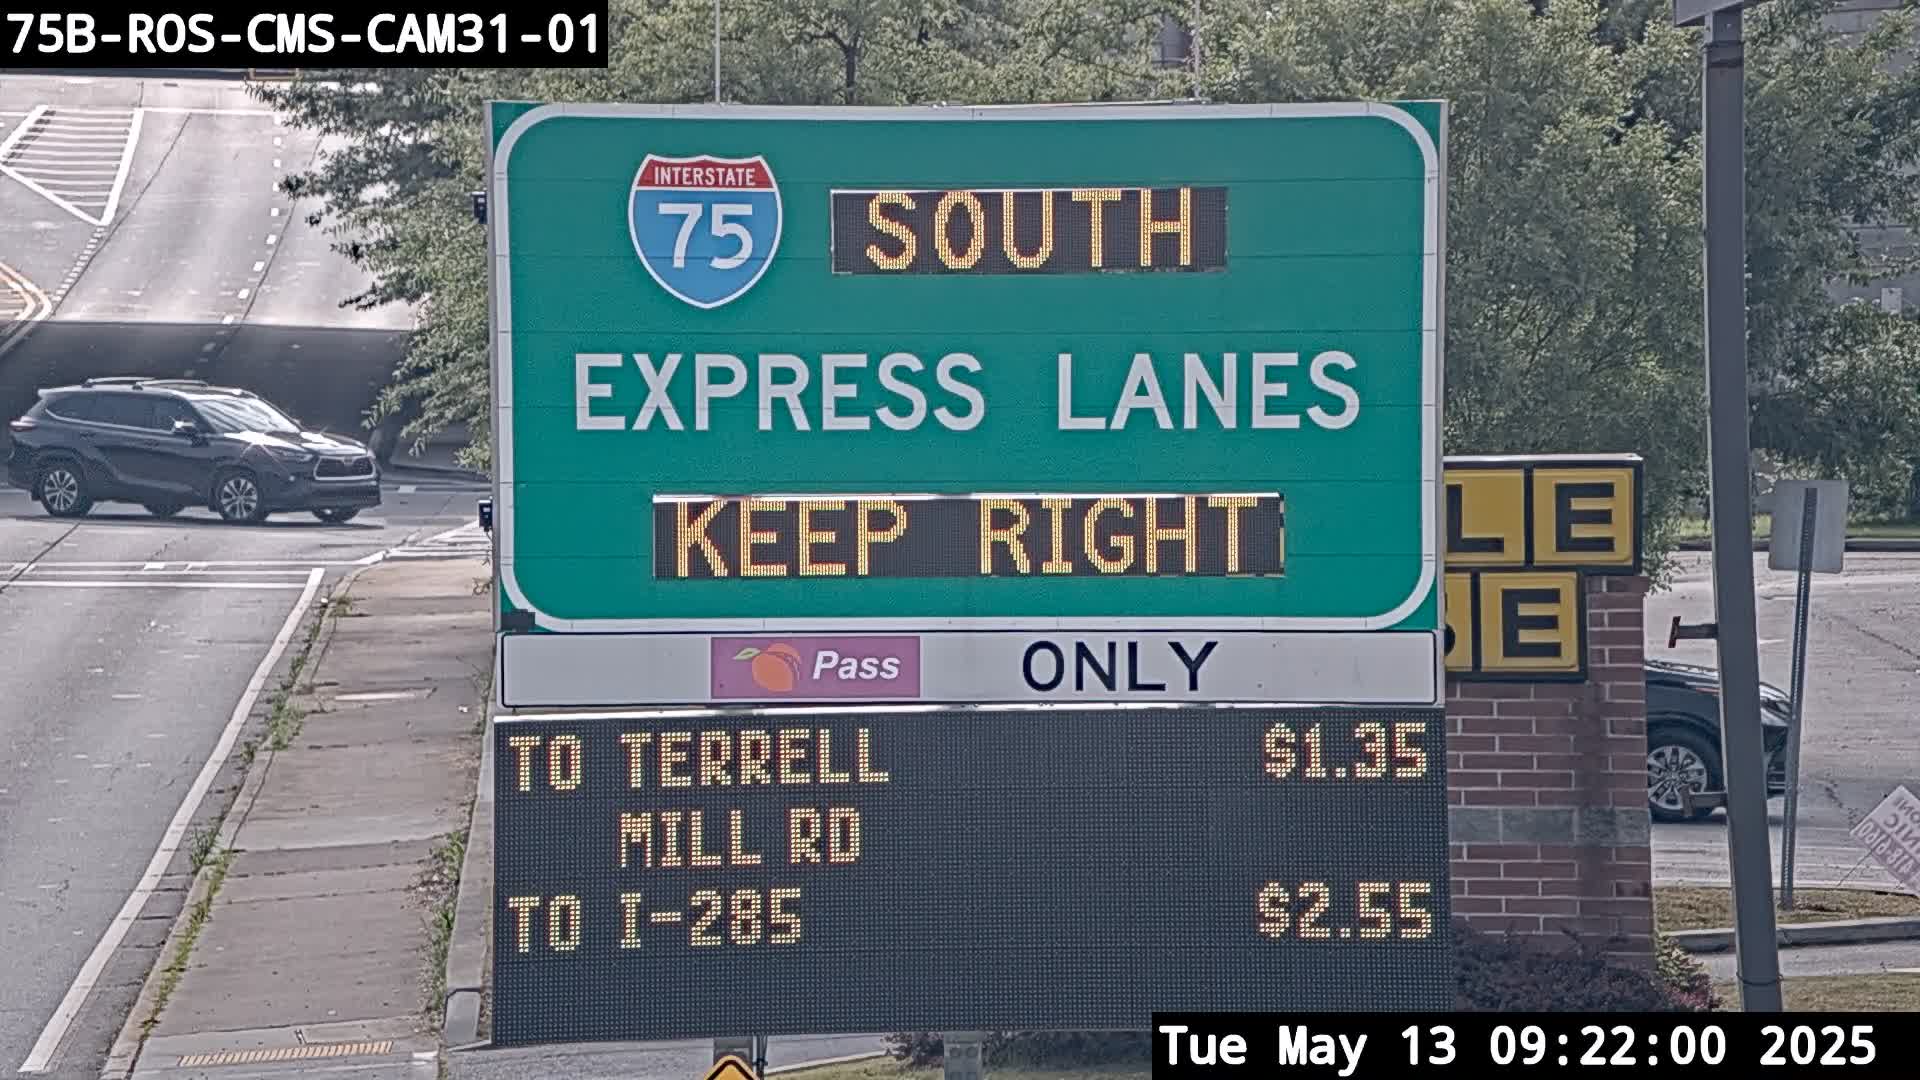 75B-ROS-CMS-CAM31-01
INTERSTATE
75
SOUTH
EXPRESS LANES
KEEP RIGHT
LE
E
Pass ONLY
TO TERRELL $1.35
MILL RD
TO I-285 $2.55
Tue May 13 09:22:00 2025